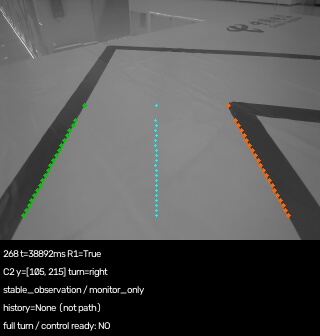 268 t=38892ms R1=True
C2 y=[105, 215] turn=right
stable_observation / monitor_only
history=None (not path)
full turn / control ready: NO